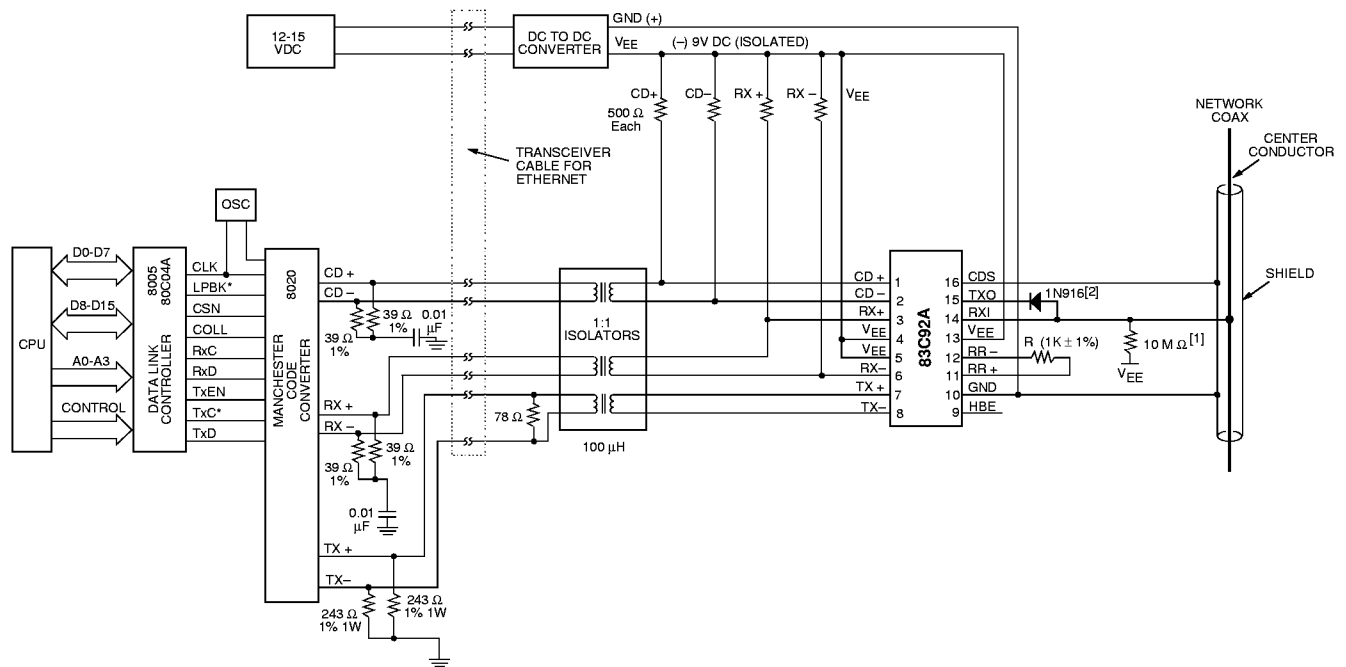 12-15
VDC
DC TO DC
CONVERTER
GND (+)
VEE
(–) 9V DC (ISOLATED)
CD+
500 Ω
Each
CD–
RX +
RX –
VEE
TRANSCEIVER
CABLE FOR
ETHERNET
NETWORK
COAX
CENTER
CONDUCTOR
SHIELD
OSC
CPU
D0-D7
D8-D15
A0-A3
CONTROL
8005
80C04A
DATA LINK
CONTROLLER
CLK
LPBK*
CSN
COLL
RxC
RxD
TxEN
TxC*
TxD
8020
MANCHESTER
CODE
CONVERTER
CD +
CD –
39 Ω
1%
39 Ω
1%
0.01
µF
RX +
RX –
39 Ω
1%
39 Ω
1%
0.01
µF
TX +
TX–
243 Ω
1% 1W
243 Ω
1% 1W
78 Ω
1:1
ISOLATORS
100 µH
CD +
CD –
RX+
VEE
VEE
RX–
TX +
TX–
1
2
3
4
5
6
7
8
83C92A
16
15
14
13
12
11
10
9
CDS
TXO
RXI
VEE
RR –
RR +
GND
HBE
1N916[2]
R (1K ± 1%)
10 M Ω[1]
VEE